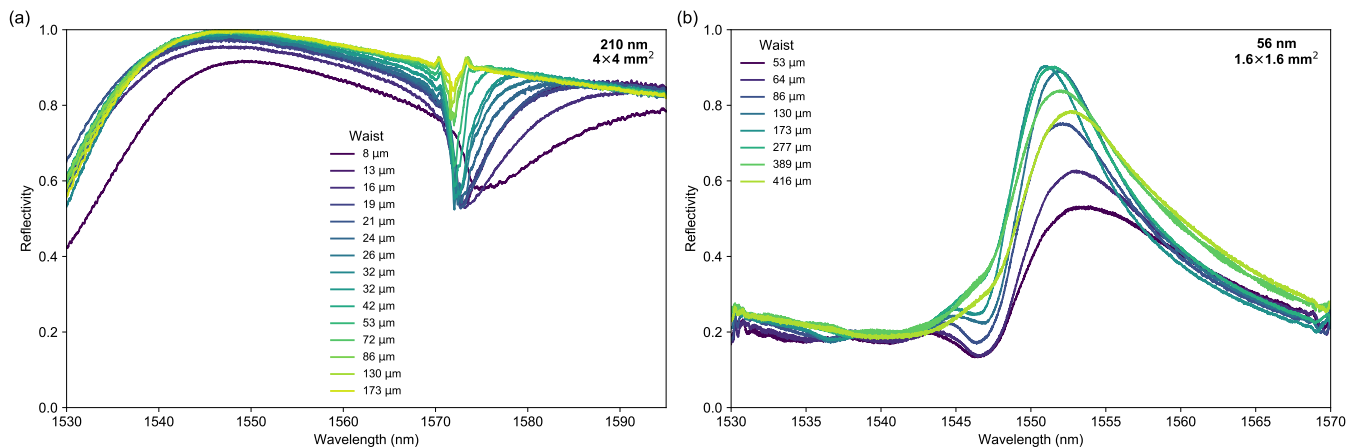 (a)
210 nm
4×4 mm²
Reflectivity
1.0
0.8
0.6
0.4
0.2
0.0
Waist
8 µm
13 µm
16 µm
19 µm
21 µm
24 µm
26 µm
32 µm
32 µm
42 µm
53 µm
72 µm
86 µm
130 µm
173 µm
1530 1540 1550 1560 1570 1580 1590
Wavelength (nm)
(b)
56 nm
1.6×1.6 mm²
Reflectivity
1.0
0.8
0.6
0.4
0.2
0.0
Waist
53 µm
64 µm
86 µm
130 µm
173 µm
277 µm
389 µm
416 µm
1530 1535 1540 1545 1550 1555 1560 1565 1570
Wavelength (nm)